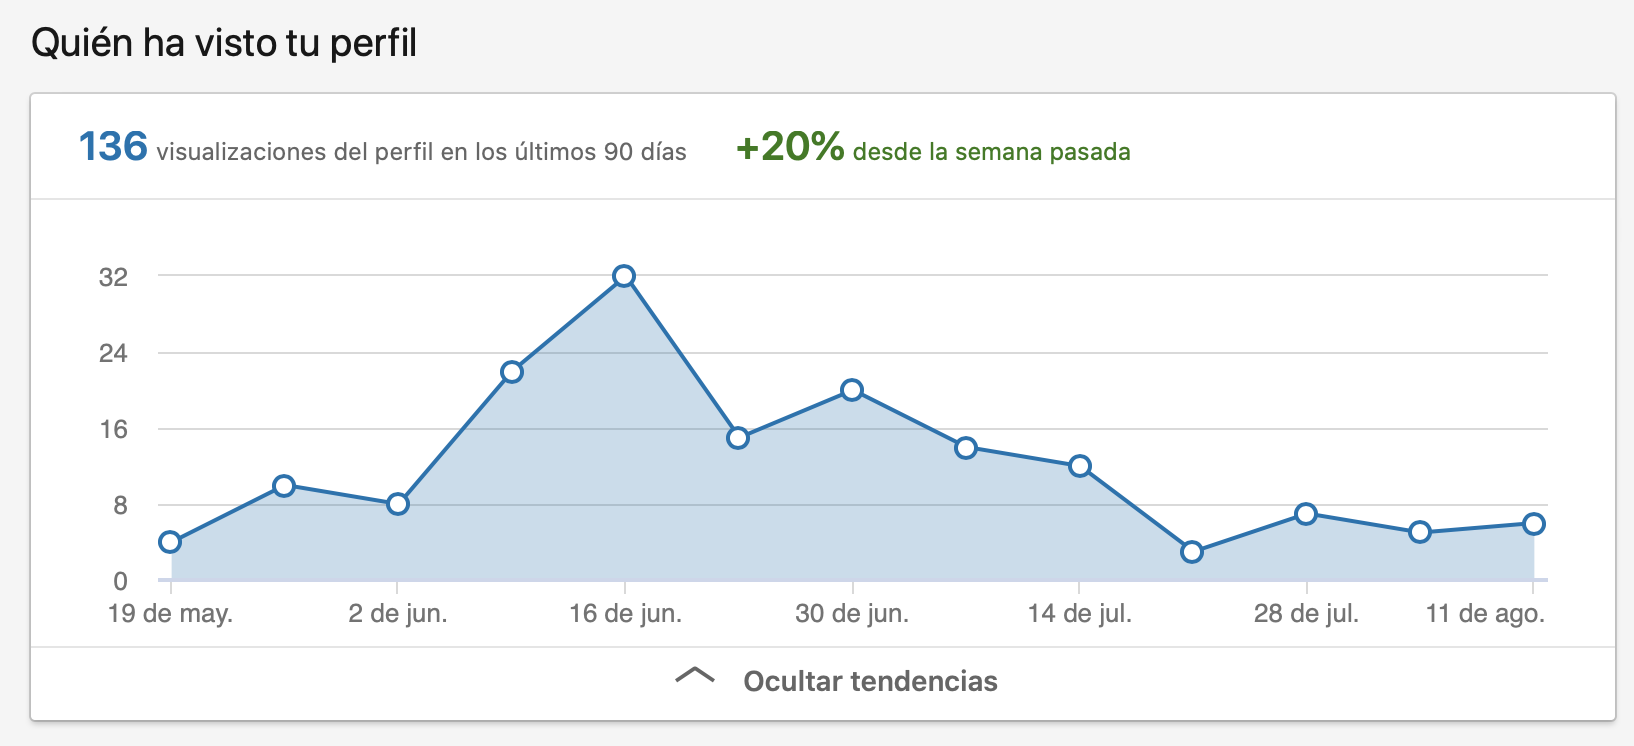 Quién ha visto tu perfil
136 visualizaciones del perfil en los últimos 90 días +20% desde la semana pasada
32
24
16
8
0
19 de may. 2 de jun. 16 de jun. 30 de jun. 14 de jul. 28 de jul. 11 de ago.
Ocultar tendencias